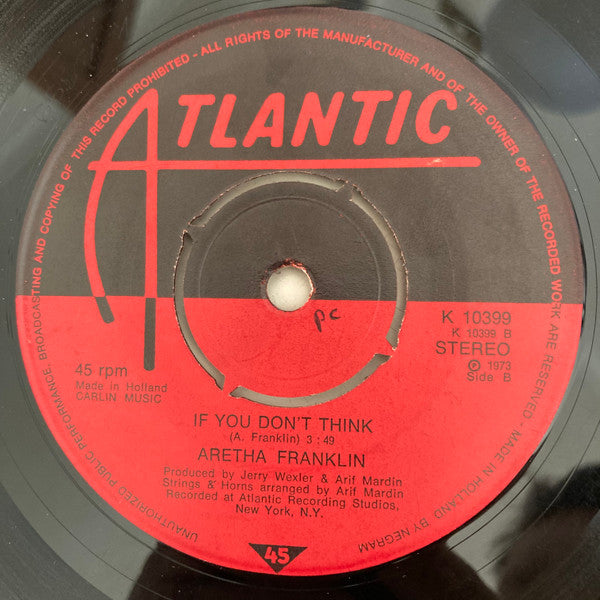 UNAUTHORIZED PUBLIC PERFORMANCE, BROADCASTING AND COPYING OF THIS RECORD PROHIBITED - ALL RIGHTS OF THE MANUFACTURER AND OF THE OWNER OF THE RECORDED WORK ARE RESERVED - MADE IN HOLLAND BY NEGRAM
ATLANTIC
pc
K 10399
K 10399 B
STEREO
℗ 1973
Side B
45 rpm
Made in Holland
CARLIN MUSIC
IF YOU DON'T THINK
(A. Franklin) 3:49
ARETHA FRANKLIN
Produced by Jerry Wexler & Arif Mardin
Strings & Horns arranged by Arif Mardin
Recorded at Atlantic Recording Studios,
New York, N.Y.
45